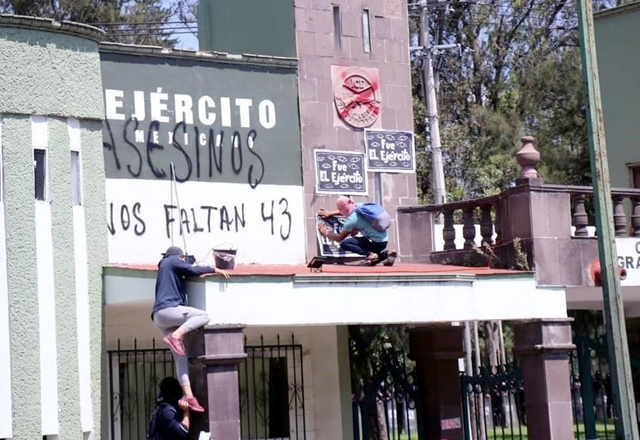 EJÉRCITO
MEXICANO
ASESINOS
NOS FALTAN 43
Fue
EL Ejército
Fue
EL Ejército